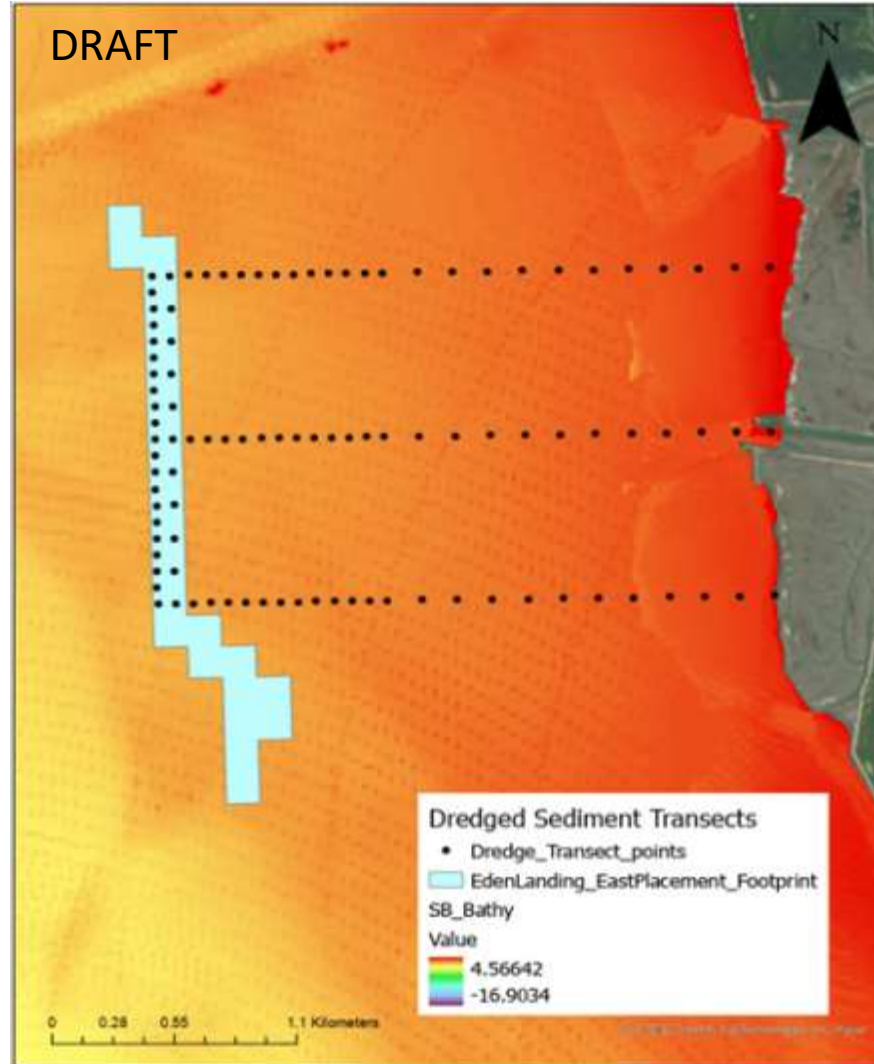 DRAFT
N
Dredged Sediment Transects
Dredge_Transect_points
EdenLanding_EastPlacement_Footprint
SB_Bathy
Value
4.56642
-16.9034
0 0.28 0.55 1.1 Kilometers